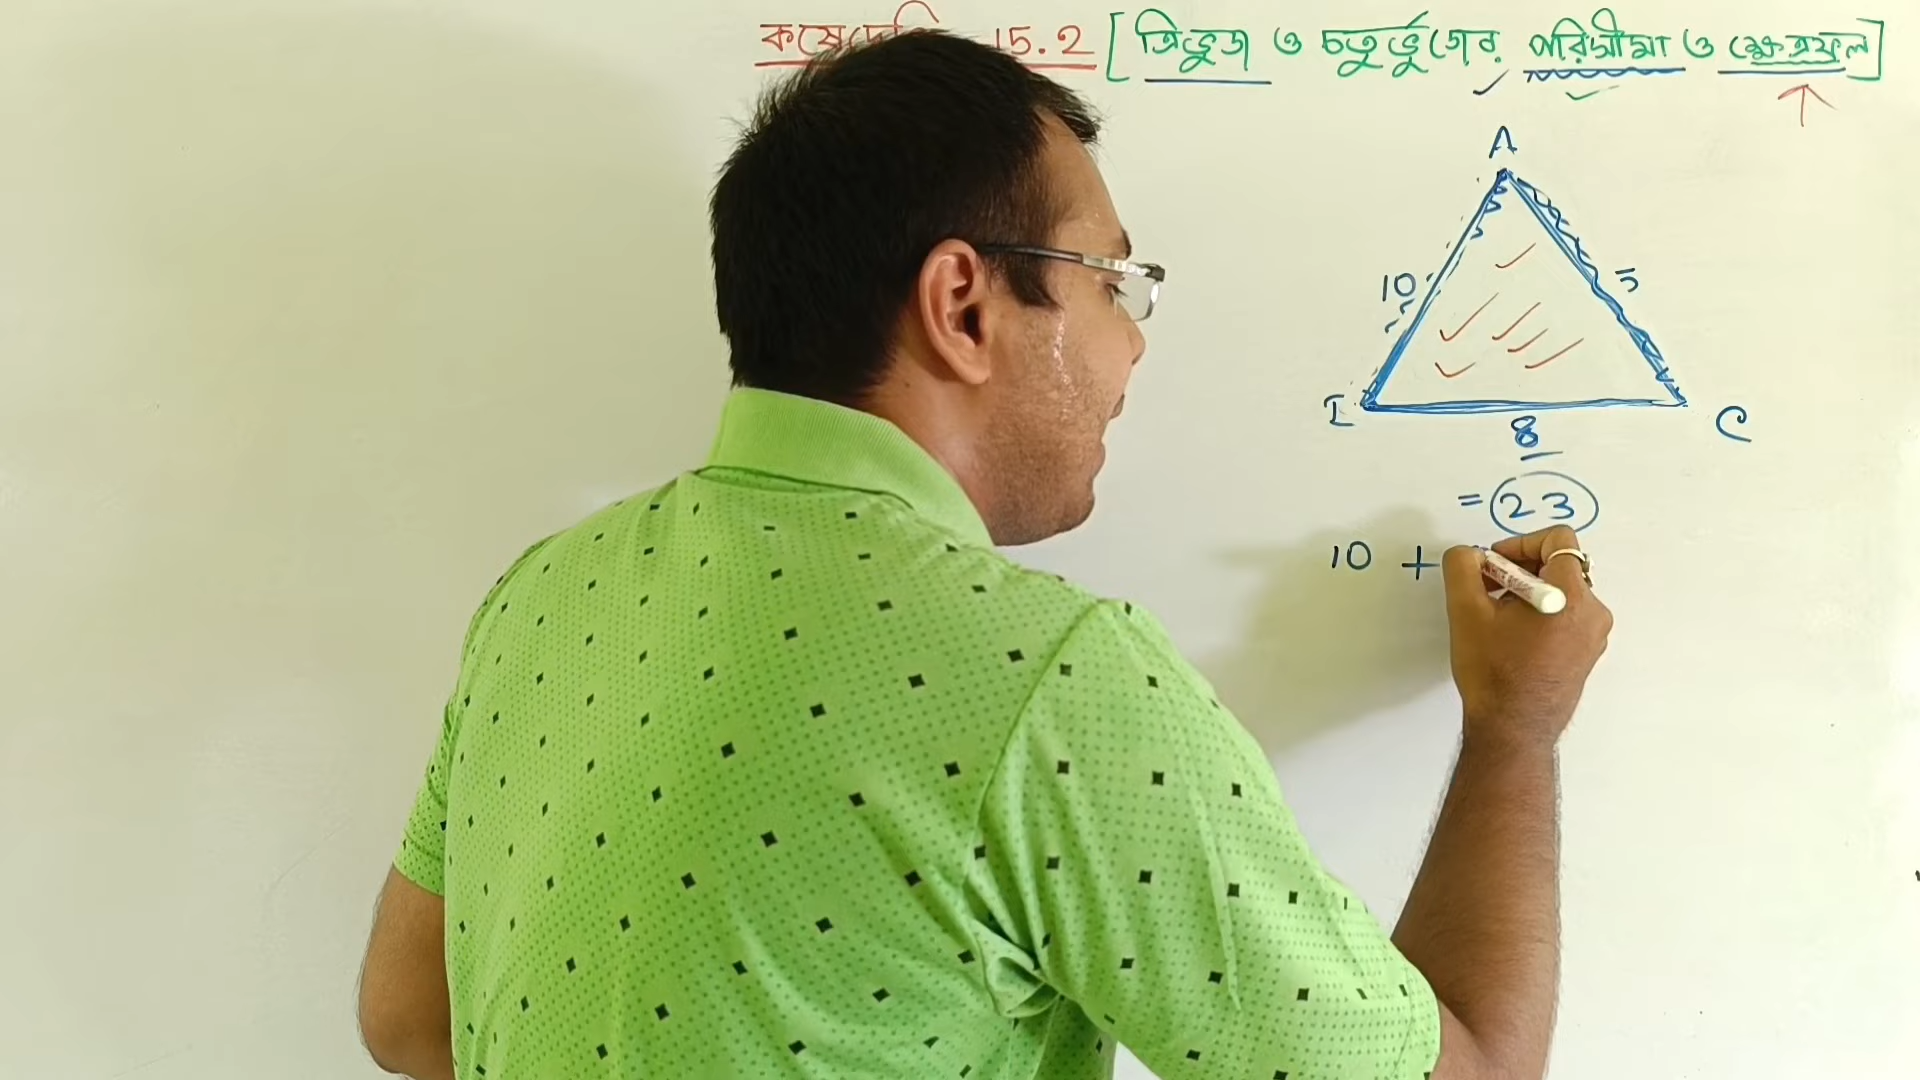 15.2 [ত্রিভুজ ও চতুর্ভুজের পরিসীমা ও ক্ষেত্রফল]
A
10 5
C
8
= 23
10 +